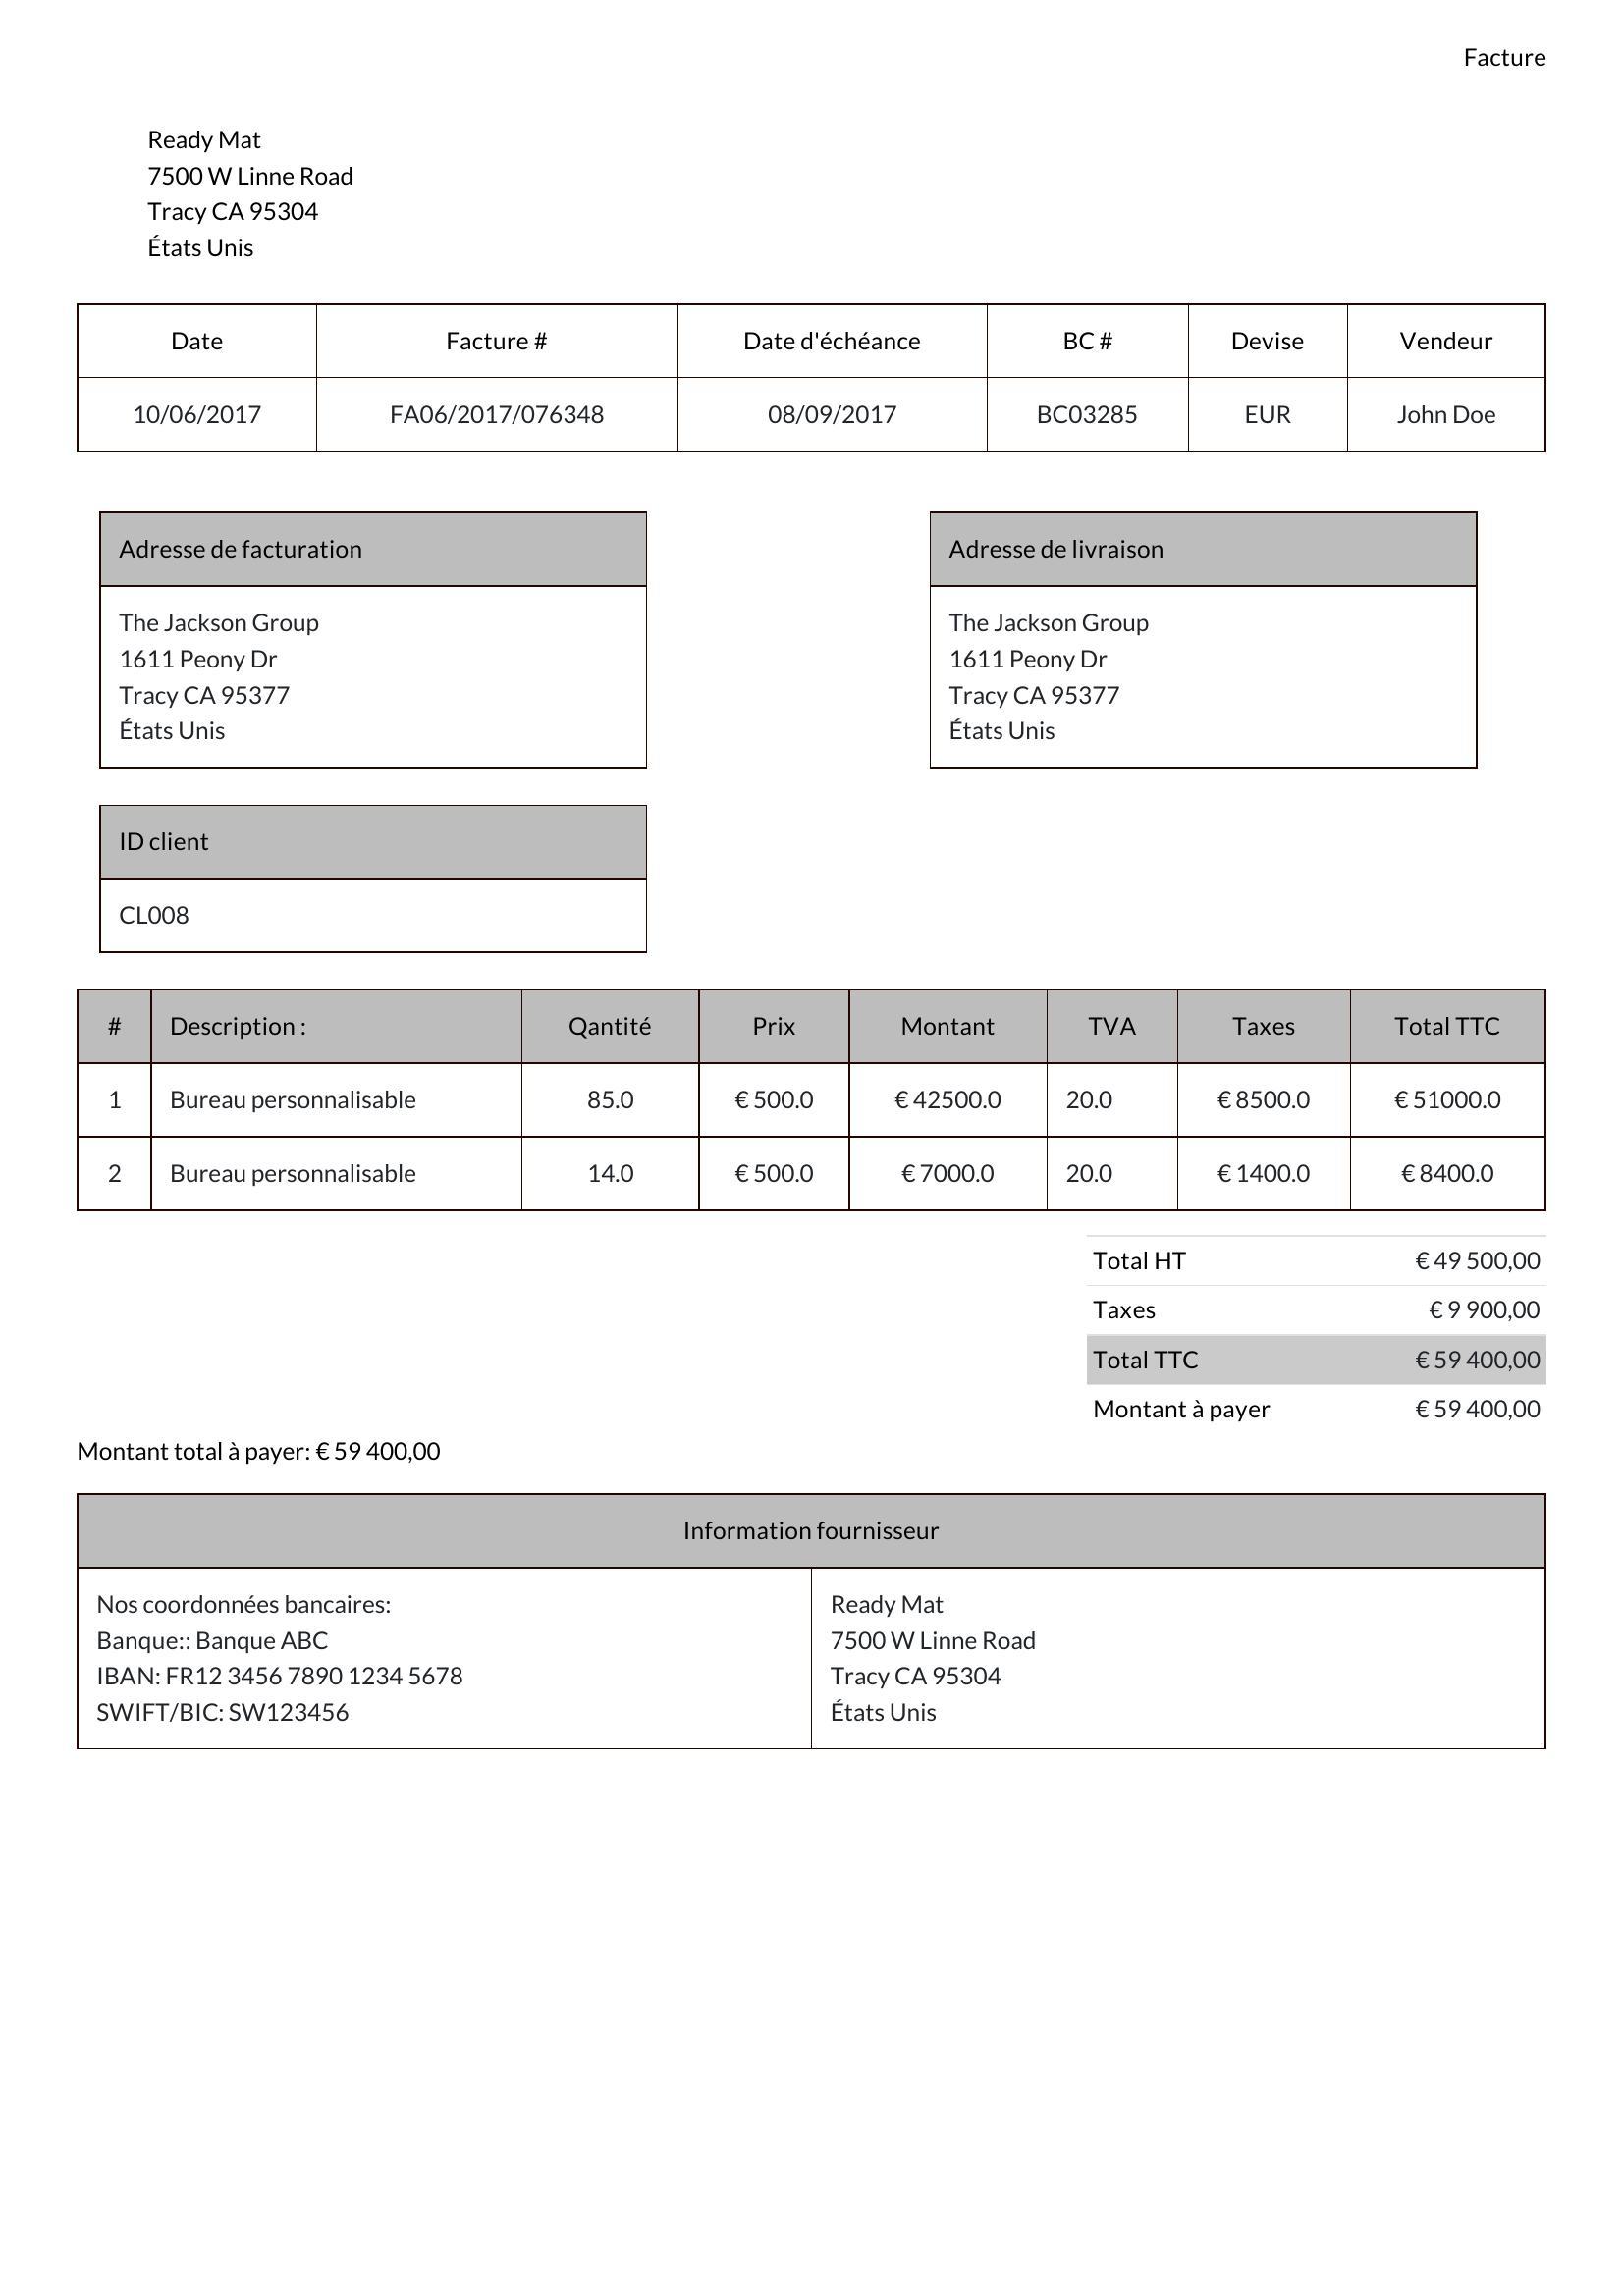 Facture
Ready Mat
7500 W Linne Road
Tracy CA 95304
États Unis
Date Facture # Date d'échéance BC # Devise Vendeur
10/06/2017 FA06/2017/076348 08/09/2017 BC03285 EUR John Doe
Adresse de facturation
The Jackson Group
1611 Peony Dr
Tracy CA 95377
États Unis
Adresse de livraison
The Jackson Group
1611 Peony Dr
Tracy CA 95377
États Unis
ID client
CL008
# Description : Qantité Prix Montant TVA Taxes Total TTC
1 Bureau personnalisable 85.0 € 500.0 € 42500.0 20.0 € 8500.0 € 51000.0
2 Bureau personnalisable 14.0 € 500.0 € 7000.0 20.0 € 1400.0 € 8400.0
Total HT € 49 500,00
Taxes € 9 900,00
Total TTC € 59 400,00
Montant à payer € 59 400,00
Montant total à payer: € 59 400,00
Information fournisseur
Nos coordonnées bancaires:
Banque:: Banque ABC
IBAN: FR12 3456 7890 1234 5678
SWIFT/BIC: SW123456
Ready Mat
7500 W Linne Road
Tracy CA 95304
États Unis